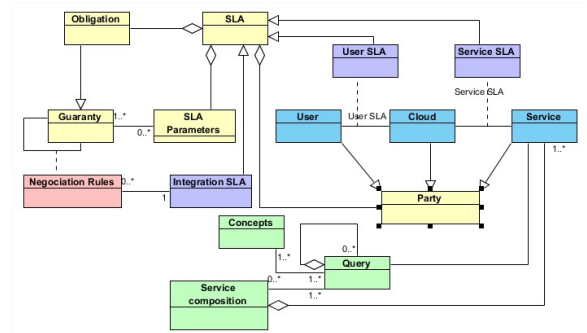 Obligation
SLA
User SLA
Service SLA
Service SLA
Guaranty
1..*
0..*
SLA
Parameters
User
User SLA
Cloud
Service
1..*
Negociation Rules
0..*
1
Integration SLA
Party
Concepts
0..*
1..*
Query
0..*
1..*
Service
composition
1..*